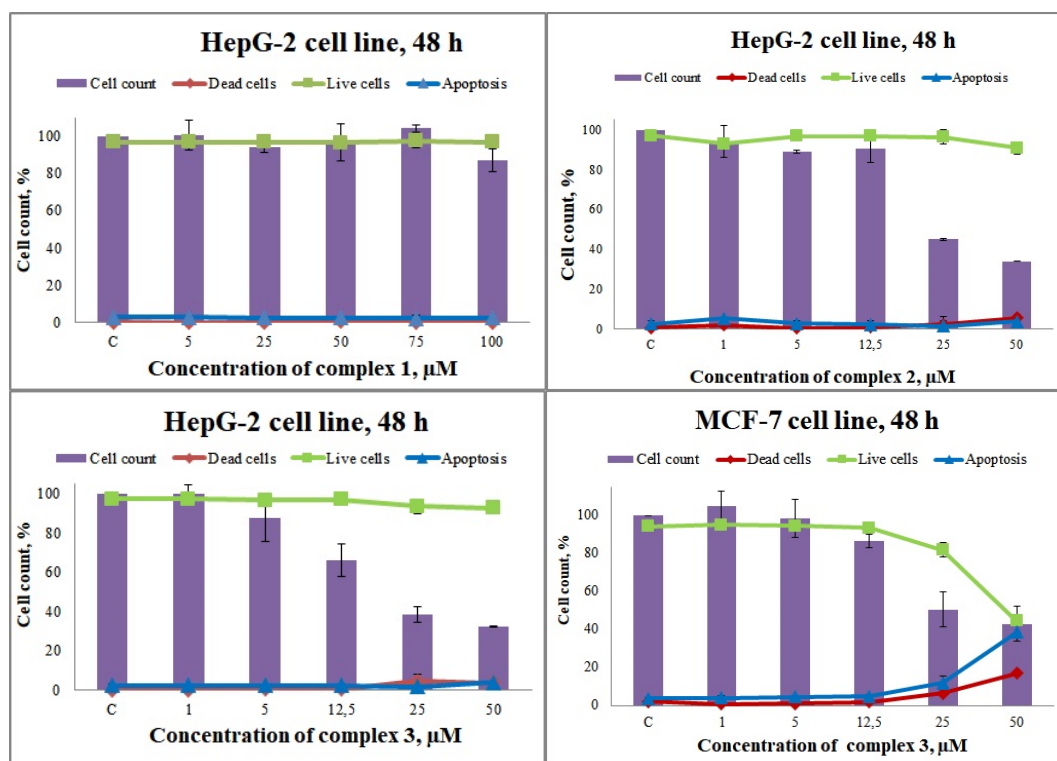 HepG-2 cell line, 48 h
Cell count Dead cells Live cells Apoptosis
Cell count, %
100
80
60
40
20
0
C 5 25 50 75 100
Concentration of complex 1, µM
HepG-2 cell line, 48 h
Cell count Dead cells Live cells Apoptosis
Cell count, %
100
80
60
40
20
0
C 1 5 12,5 25 50
Concentration of complex 2, µM
HepG-2 cell line, 48 h
Cell count Dead cells Live cells Apoptosis
Cell count, %
100
80
60
40
20
0
C 1 5 12,5 25 50
Concentration of complex 3, µM
MCF-7 cell line, 48 h
Cell count Dead cells Live cells Apoptosis
Cell count, %
100
80
60
40
20
0
C 1 5 12,5 25 50
Concentration of complex 3, µM